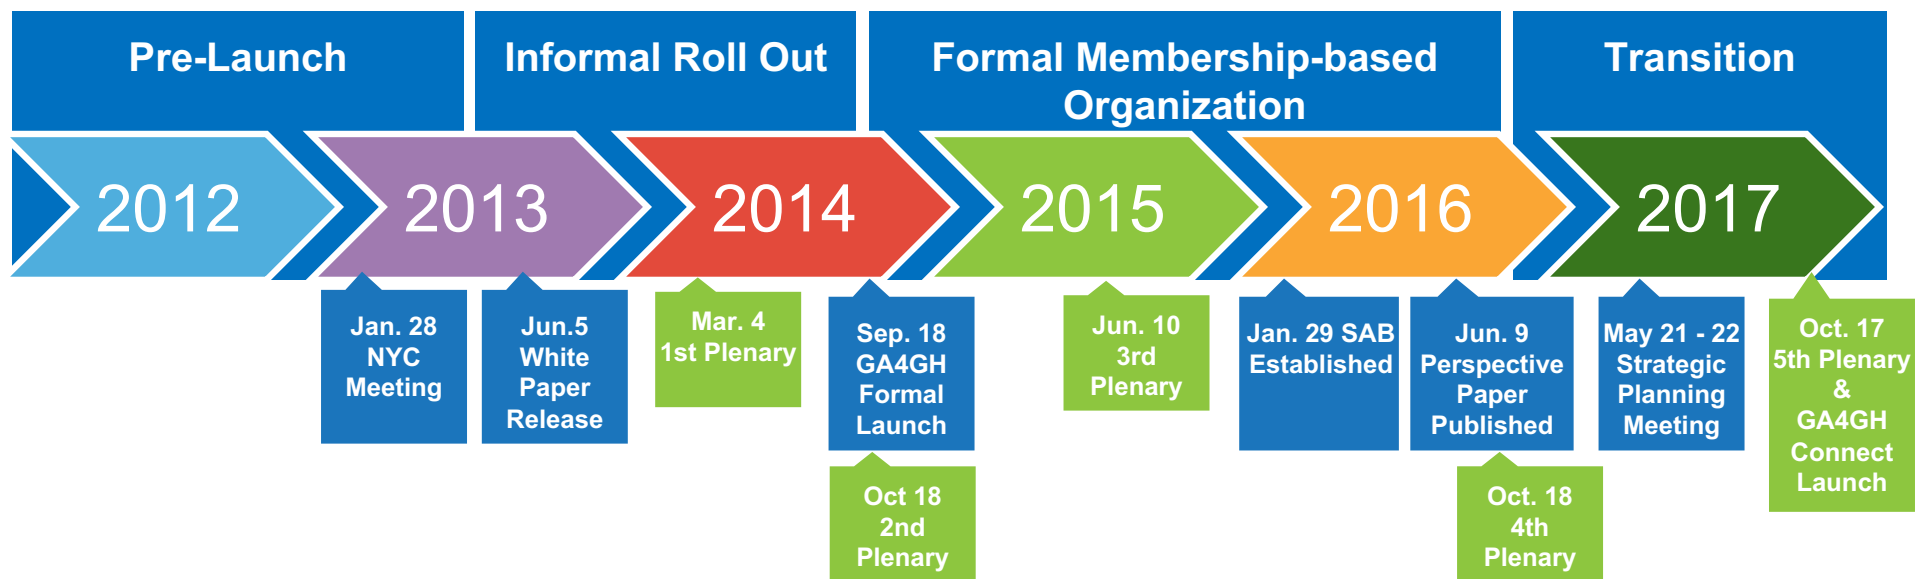 Pre-Launch
Informal Roll Out
Formal Membership-based
Organization
Transition
2012
2013
2014
2015
2016
2017
Jan. 28
NYC
Meeting
Jun.5
White
Paper
Release
Mar. 4
1st Plenary
Sep. 18
GA4GH
Formal
Launch
Oct 18
2nd
Plenary
Jun. 10
3rd
Plenary
Jan. 29 SAB
Established
Jun. 9
Perspective
Paper
Published
Oct. 18
4th
Plenary
May 21 - 22
Strategic
Planning
Meeting
Oct. 17
5th Plenary
&
GA4GH
Connect
Launch